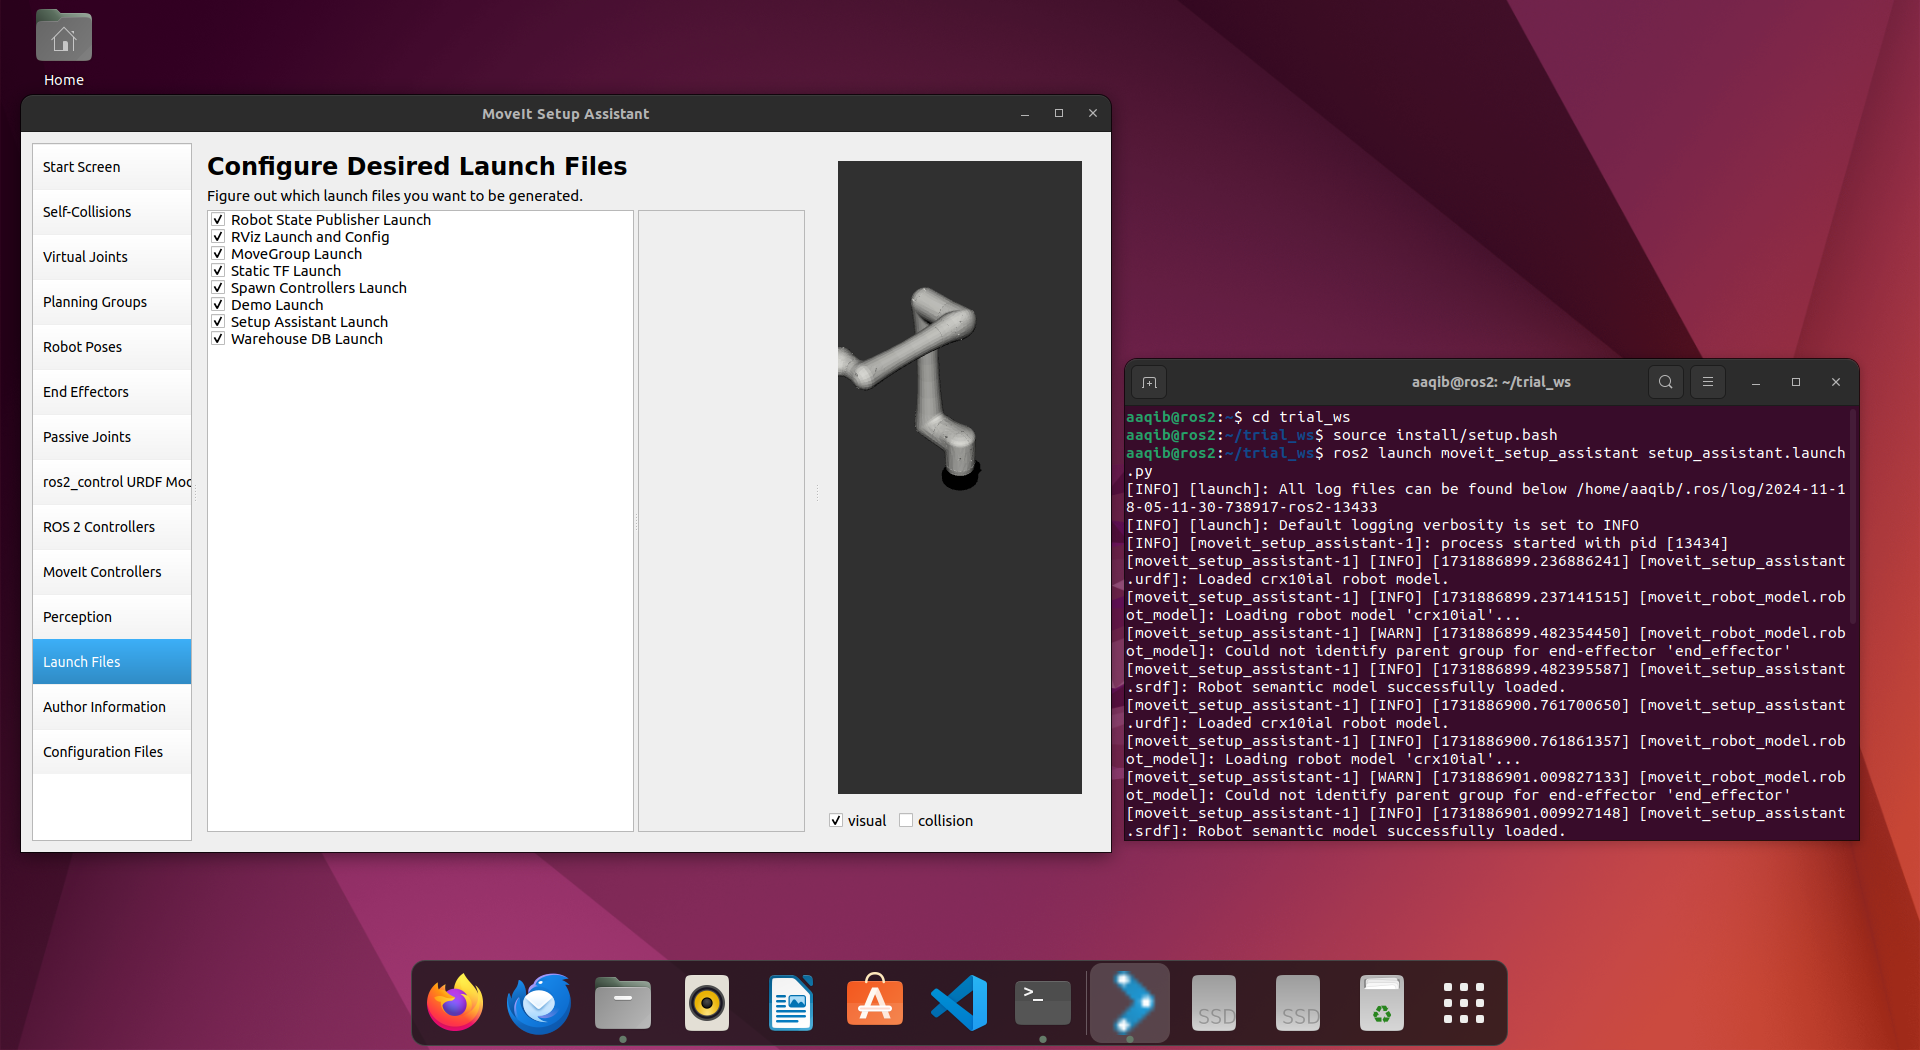 Home
MoveIt Setup Assistant
Start Screen
Self-Collisions
Virtual Joints
Planning Groups
Robot Poses
End Effectors
Passive Joints
ros2_control URDF Moc
ROS 2 Controllers
MoveIt Controllers
Perception
Launch Files
Author Information
Configuration Files
Configure Desired Launch Files
Figure out which launch files you want to be generated.
Robot State Publisher Launch
RViz Launch and Config
MoveGroup Launch
Static TF Launch
Spawn Controllers Launch
Demo Launch
Setup Assistant Launch
Warehouse DB Launch
visual collision
aaqib@ros2: ~/trial_ws
aaqib@ros2:~$ cd trial_ws
aaqib@ros2:~/trial_ws$ source install/setup.bash
aaqib@ros2:~/trial_ws$ ros2 launch moveit_setup_assistant setup_assistant.launch
.py
[INFO] [launch]: All log files can be found below /home/aaqib/.ros/log/2024-11-1
8-05-11-30-738917-ros2-13433
[INFO] [launch]: Default logging verbosity is set to INFO
[INFO] [moveit_setup_assistant-1]: process started with pid [13434]
[moveit_setup_assistant-1] [INFO] [1731886899.236886241] [moveit_setup_assistant
.urdf]: Loaded crx10ial robot model.
[moveit_setup_assistant-1] [INFO] [1731886899.237141515] [moveit_robot_model.rob
ot_model]: Loading robot model 'crx10ial'...
[moveit_setup_assistant-1] [WARN] [1731886899.482354450] [moveit_robot_model.rob
ot_model]: Could not identify parent group for end-effector 'end_effector'
[moveit_setup_assistant-1] [INFO] [1731886899.482395587] [moveit_setup_assistant
.srdf]: Robot semantic model successfully loaded.
[moveit_setup_assistant-1] [INFO] [1731886900.761700650] [moveit_setup_assistant
.urdf]: Loaded crx10ial robot model.
[moveit_setup_assistant-1] [INFO] [1731886900.761861357] [moveit_robot_model.rob
ot_model]: Loading robot model 'crx10ial'...
[moveit_setup_assistant-1] [WARN] [1731886901.009827133] [moveit_robot_model.rob
ot_model]: Could not identify parent group for end-effector 'end_effector'
[moveit_setup_assistant-1] [INFO] [1731886901.009927148] [moveit_setup_assistant
.srdf]: Robot semantic model successfully loaded.
SSD
SSD